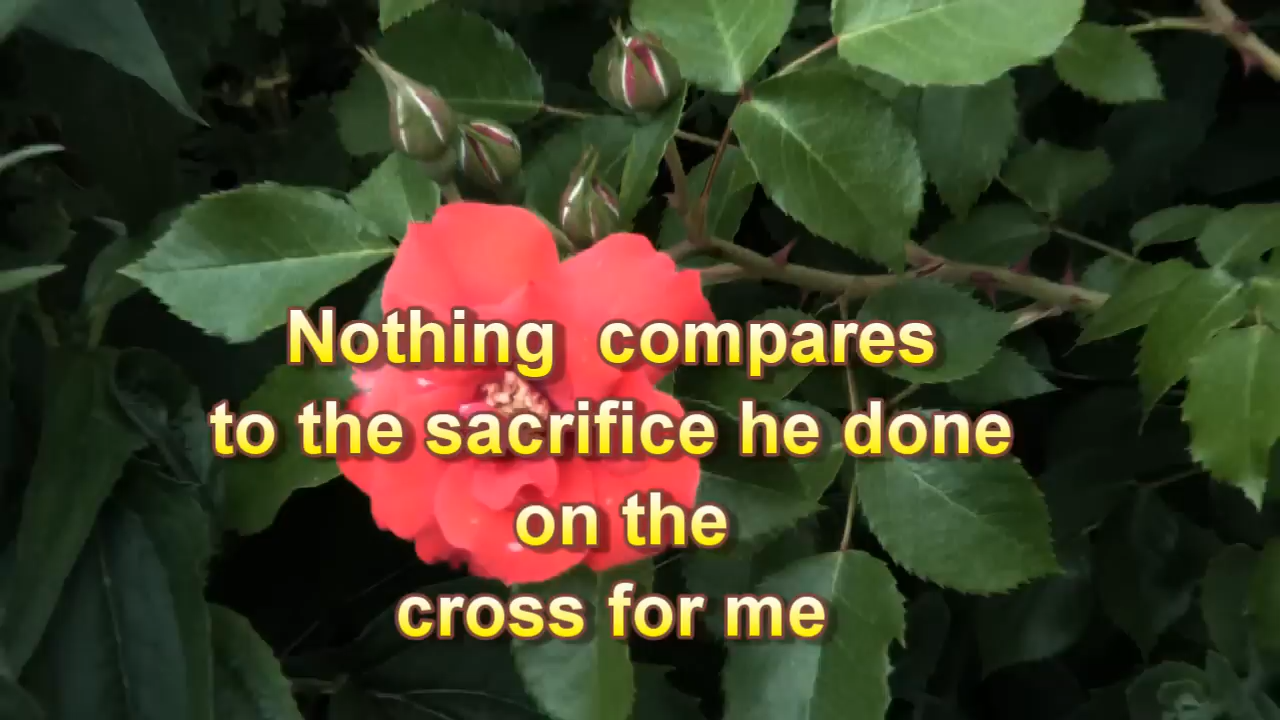 Nothing compares
to the sacrifice he done
on the
cross for me